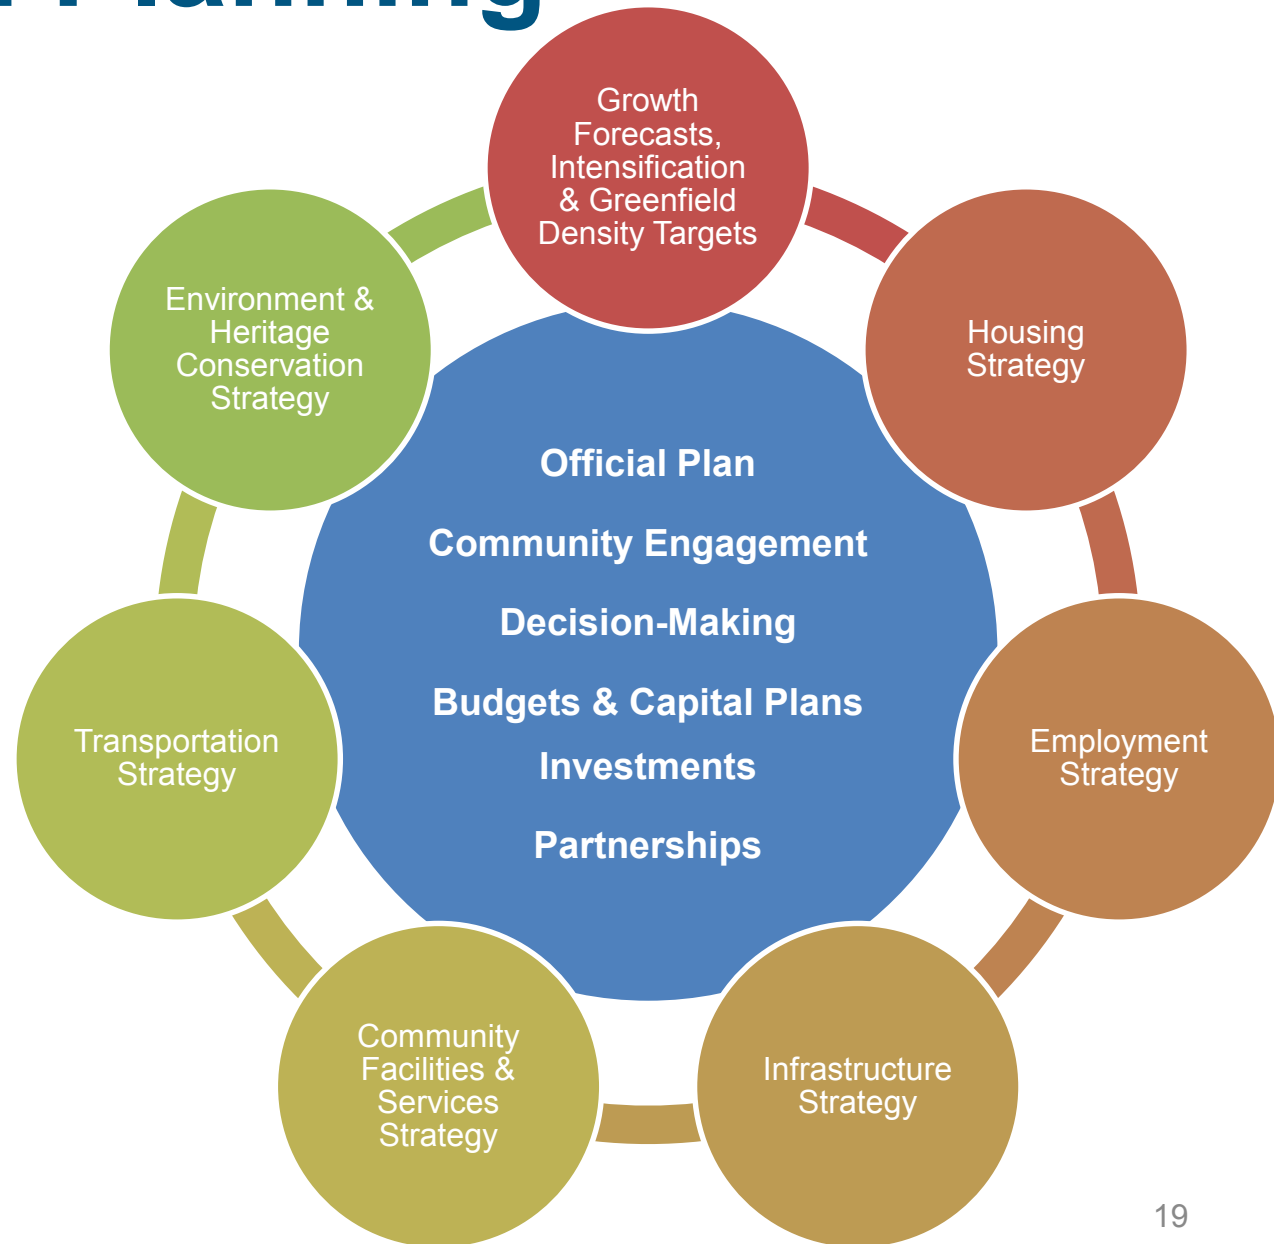 Planning
Growth
Forecasts,
Intensification
& Greenfield
Density Targets
Housing
Strategy
Employment
Strategy
Infrastructure
Strategy
Community
Facilities &
Services
Strategy
Transportation
Strategy
Environment &
Heritage
Conservation
Strategy
Official Plan
Community Engagement
Decision-Making
Budgets & Capital Plans
Investments
Partnerships
19